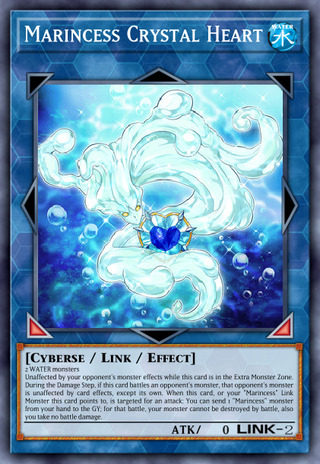 Marincess Crystal Heart
WATER
水
[Cyberse / Link / Effect]
2 WATER monsters
Unaffected by your opponent's monster effects while this card is in the Extra Monster Zone.
During the Damage Step, if this card battles an opponent's monster, that opponent's monster
is unaffected by card effects, except its own. When this card, or your "Marincess" Link
Monster this card points to, is targeted for an attack: You can send 1 "Marincess" monster
from your hand to the GY; for that battle, your monster cannot be destroyed by battle, also
you take no battle damage.
ATK/ 0 LINK-2